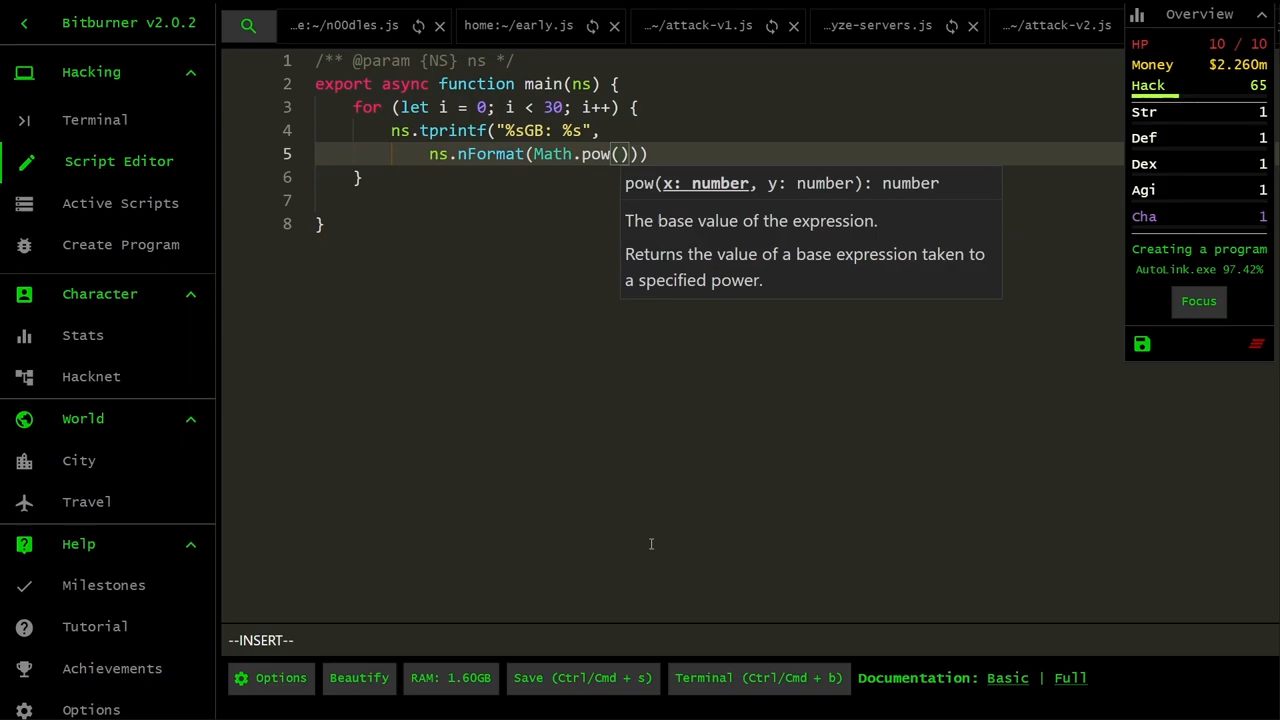 Bitburner v2.0.2
Hacking
Terminal
Script Editor
Active Scripts
Create Program
Character
Stats
Hacknet
World
City
Travel
Help
Milestones
Tutorial
Achievements
Options
…e:~/n00dles.js
home:~/early.js
…~/attack-v1.js
…yze-servers.js
…~/attack-v2.js
1 /** @param {NS} ns */
2 export async function main(ns) {
3 for (let i = 0; i < 30; i++) {
4 ns.tprintf("%sGB: %s",
5 ns.nFormat(Math.pow()))
6 }
7
8 }
pow(x: number, y: number): number
The base value of the expression.
Returns the value of a base expression taken to
a specified power.
--INSERT--
Options
Beautify
RAM: 1.60GB
Save (Ctrl/Cmd + s)
Terminal (Ctrl/Cmd + b)
Documentation: Basic | Full
Overview
HP 10 / 10
Money $2.260m
Hack 65
Str 1
Def 1
Dex 1
Agi 1
Cha 1
Creating a program
AutoLink.exe 97.42%
Focus